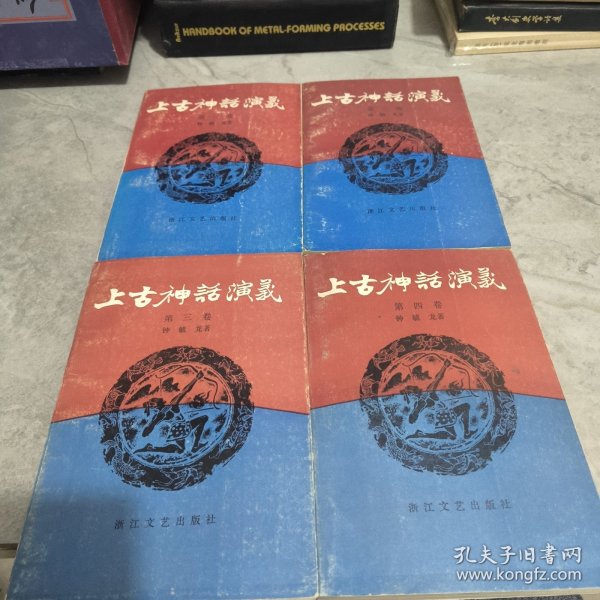 HANDBOOK OF METAL-FORMING PROCESSES
上古神話演義
钟毓龙著
浙江文艺出版社
上古神話演義
浙江文艺出版社
上古神話演義
第三卷
钟毓龙著
浙江文艺出版社
上古神話演義
第四卷
钟毓龙著
浙江文艺出版社
孔夫子旧书网
www.kongfz.com